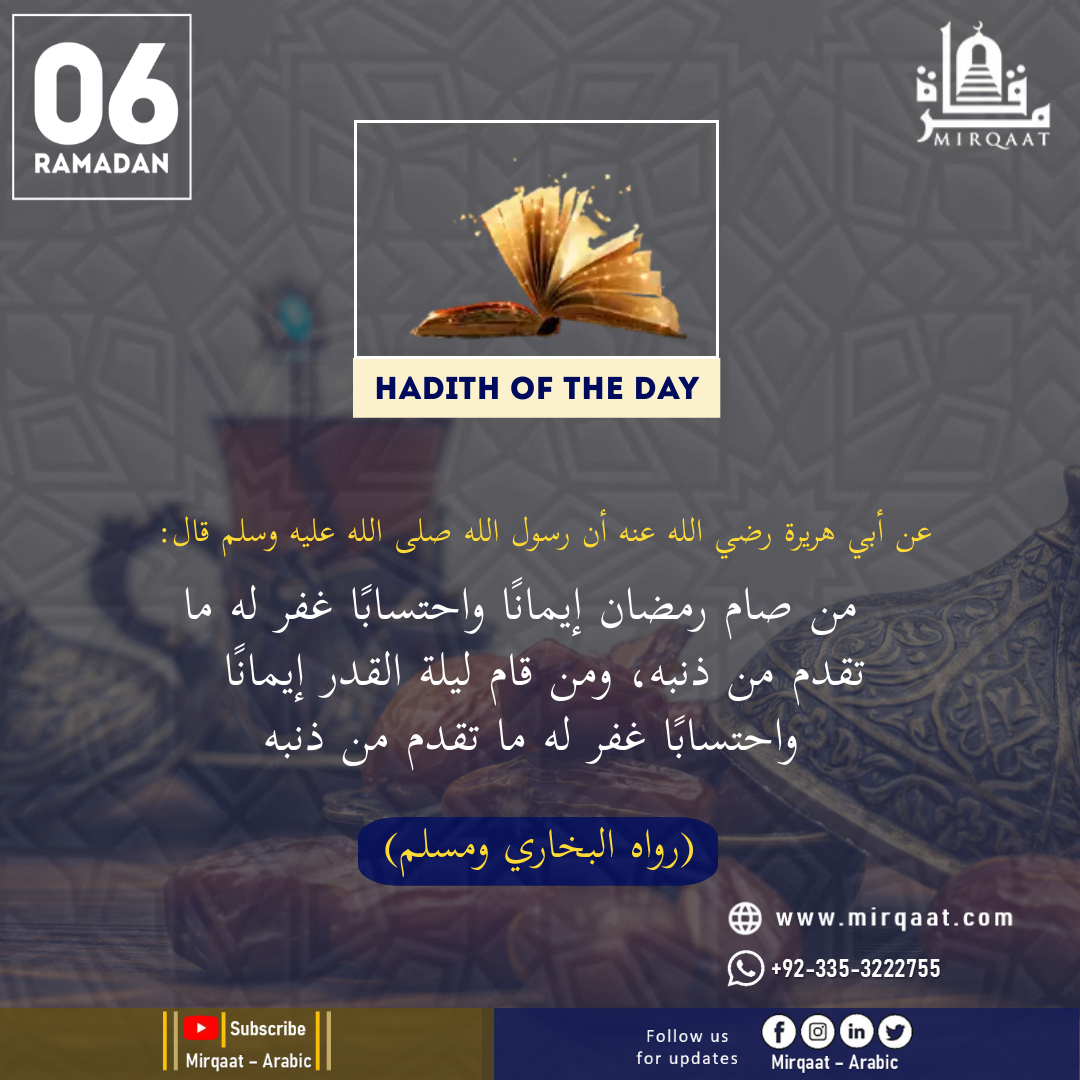 06
RAMADAN
مرقاة
MIRQAAT
HADITH OF THE DAY
عن أبي هريرة رضي الله عنه أن رسول الله صلى الله عليه وسلم قال:
من صام رمضان إيمانًا واحتسابًا غفر له ما
تقدم من ذنبه، ومن قام ليلة القدر إيمانًا
واحتسابًا غفر له ما تقدم من ذنبه
(رواه البخاري ومسلم)
www.mirqaat.com
+92-335-3222755
Subscribe
Mirqaat – Arabic
Follow us
for updates
Mirqaat – Arabic